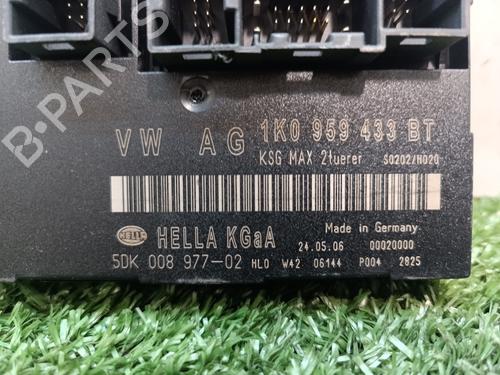 VW AG 1K0 959 433 BT
KSG MAX 2tuerer S0202/H020
HELLA
HELLA KGaA
Made in Germany
24.05.06 00020000
5DK 008 977-02 HL0 W42 06144 P004 2825
B-PARTS